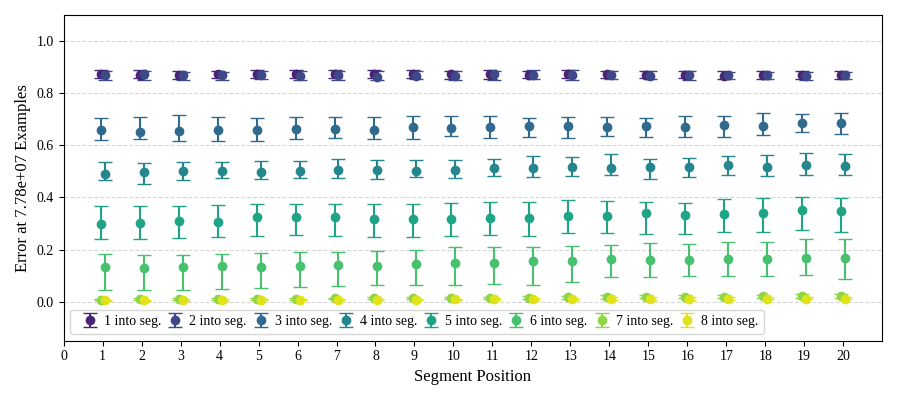 Error at 7.78e+07 Examples
1.0
0.8
0.6
0.4
0.2
0.0
1 into seg. 2 into seg. 3 into seg. 4 into seg. 5 into seg. 6 into seg. 7 into seg. 8 into seg.
0 1 2 3 4 5 6 7 8 9 10 11 12 13 14 15 16 17 18 19 20
Segment Position